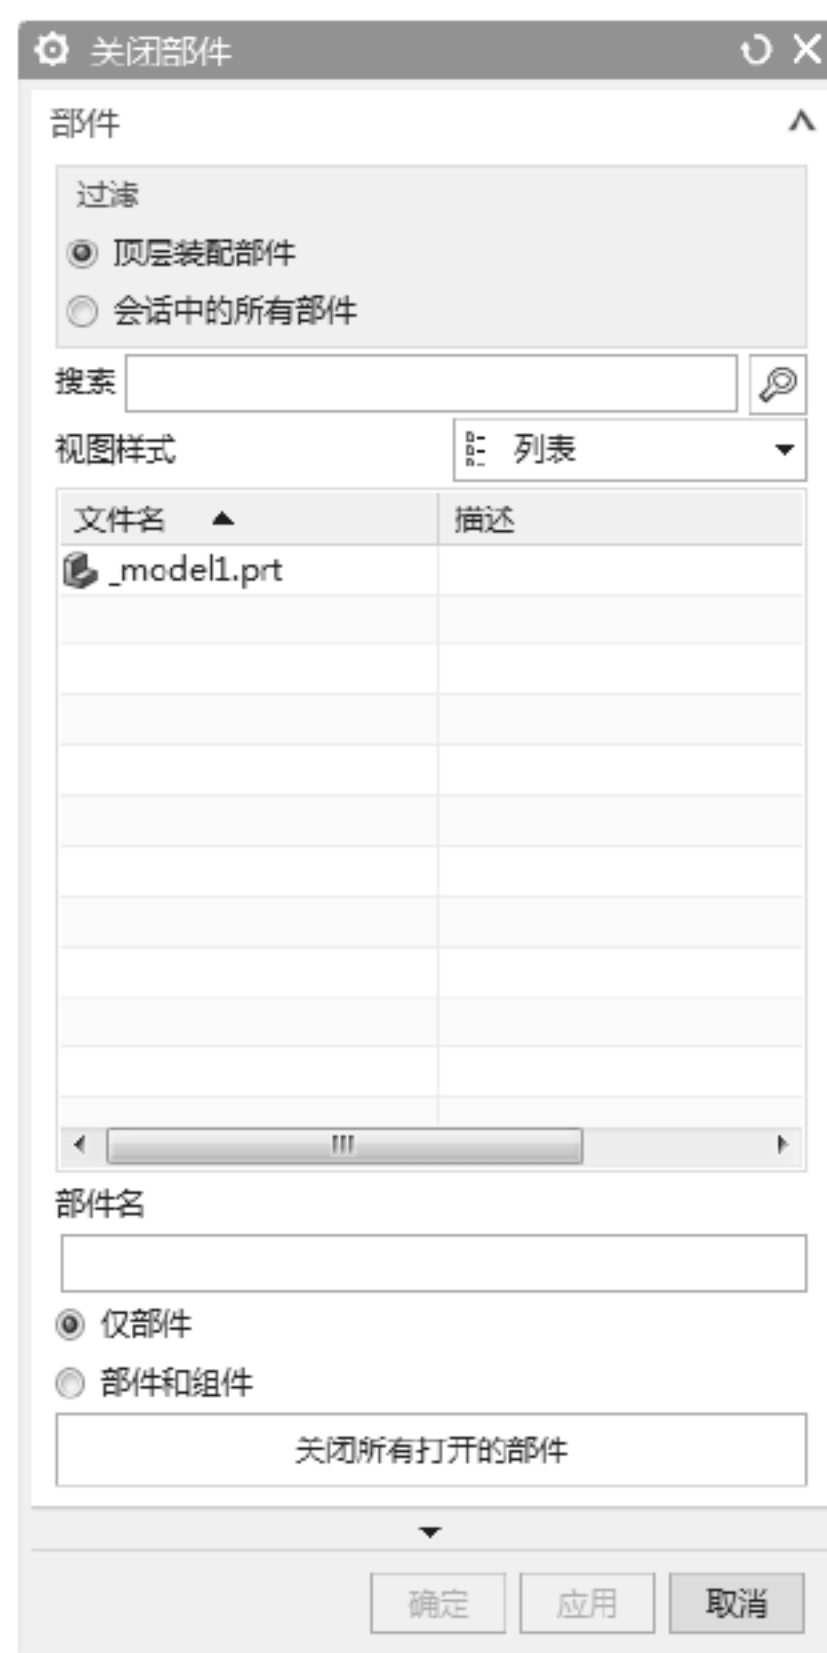 关闭部件
部件
过滤
顶层装配部件
会话中的所有部件
搜索
视图样式 列表
文件名 描述
_model1.prt
部件名
仅部件
部件和组件
关闭所有打开的部件
确定 应用 取消